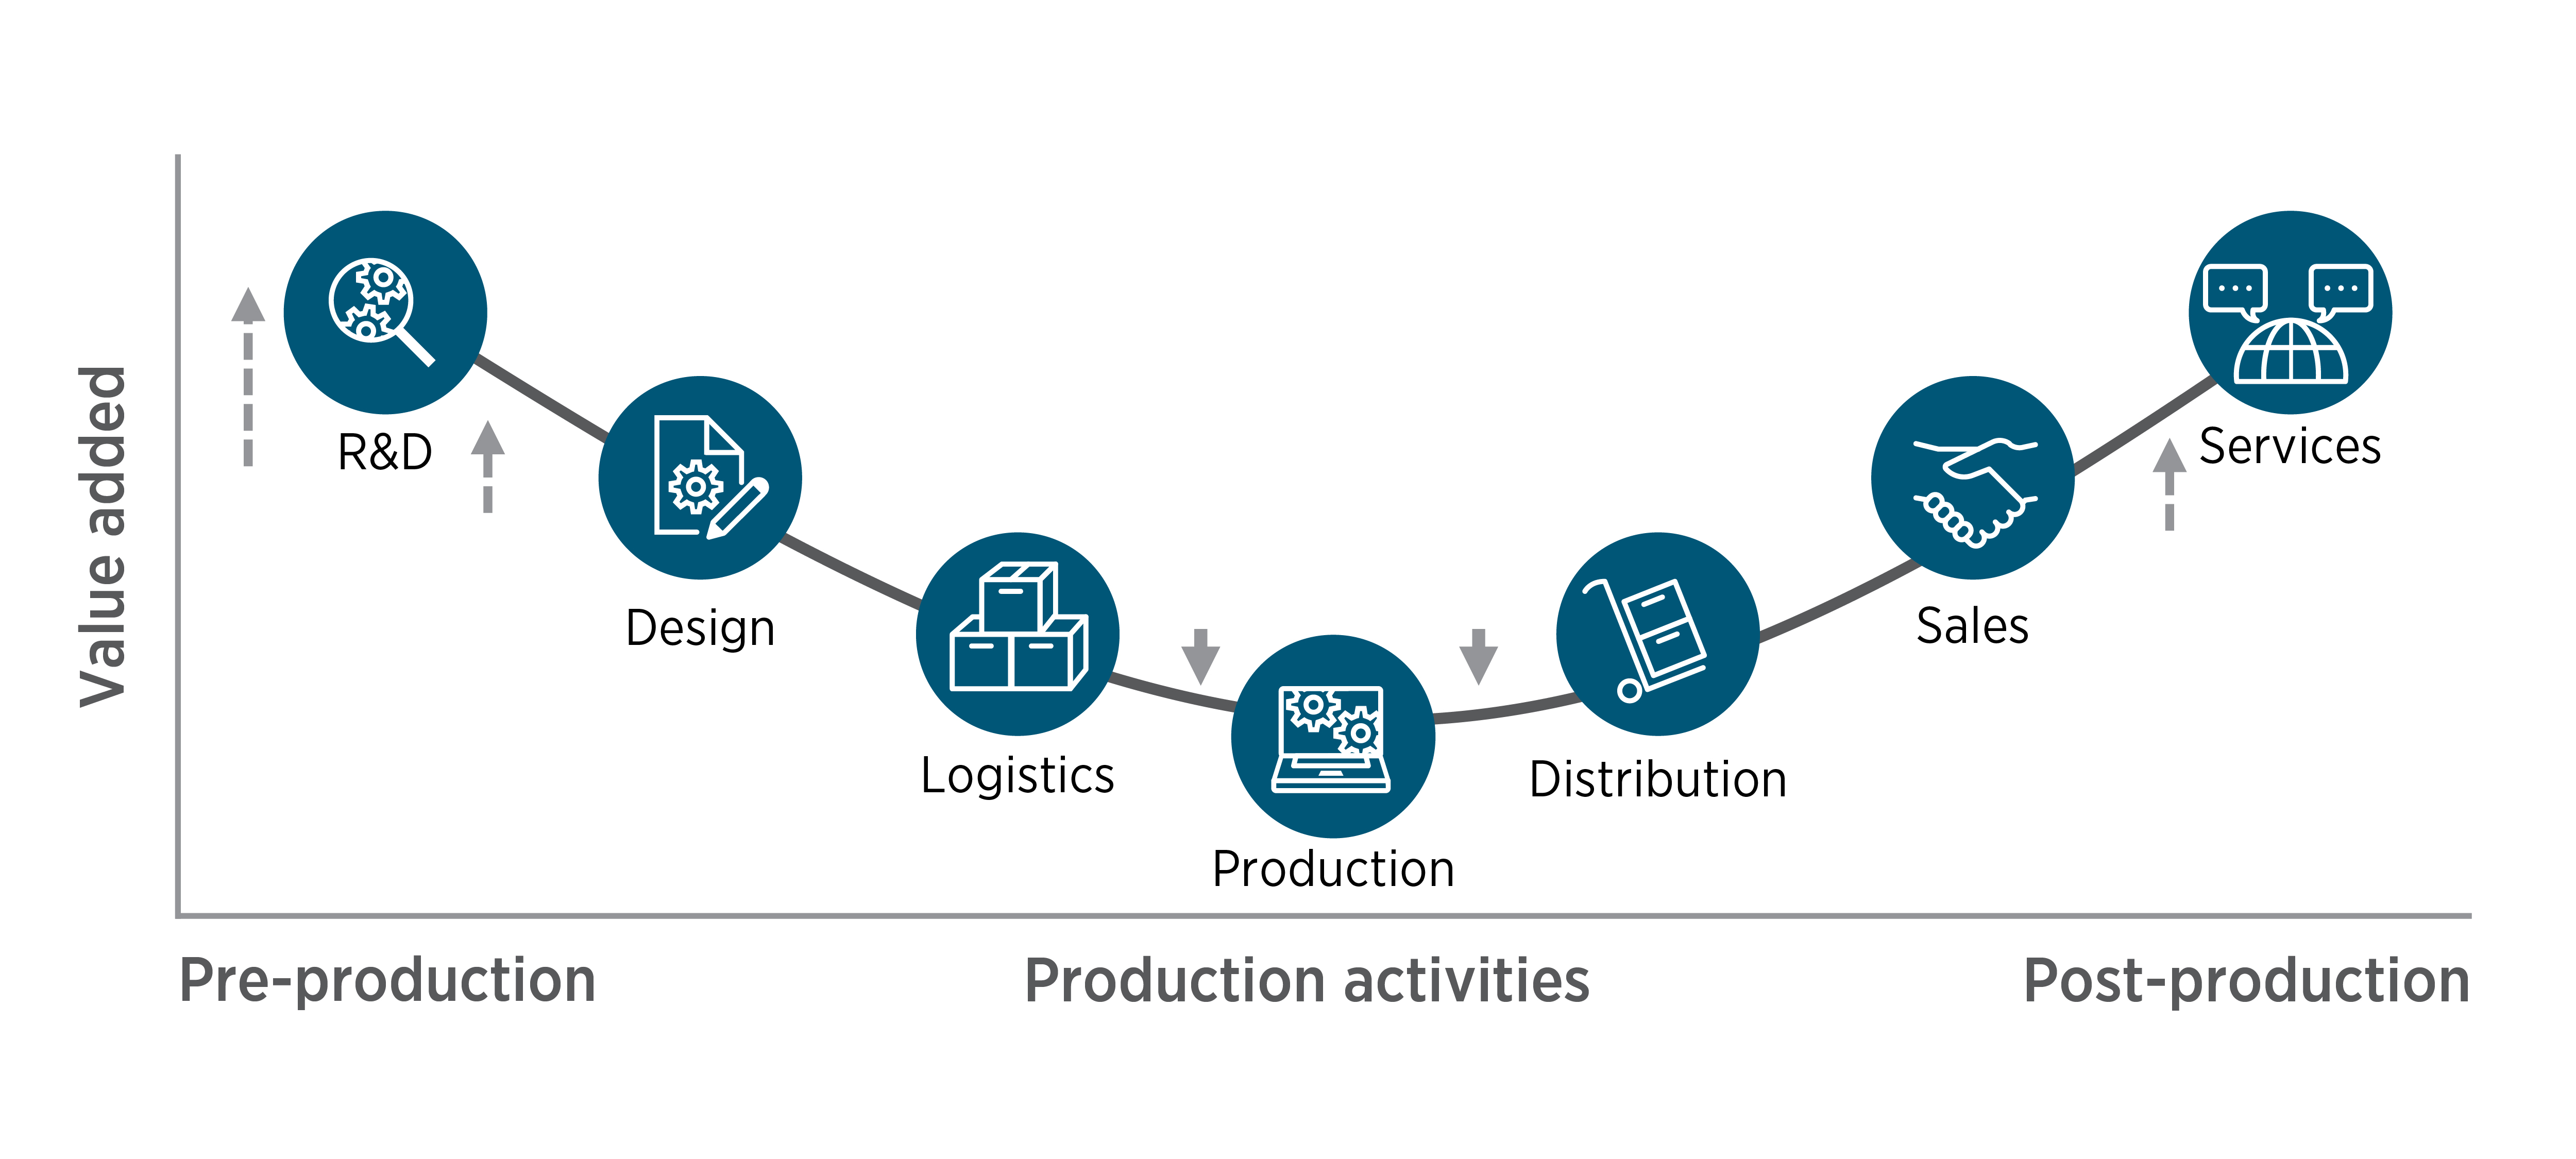 Value added
R&D
Design
Logistics
Production
Distribution
Sales
Services
Pre-production
Production activities
Post-production